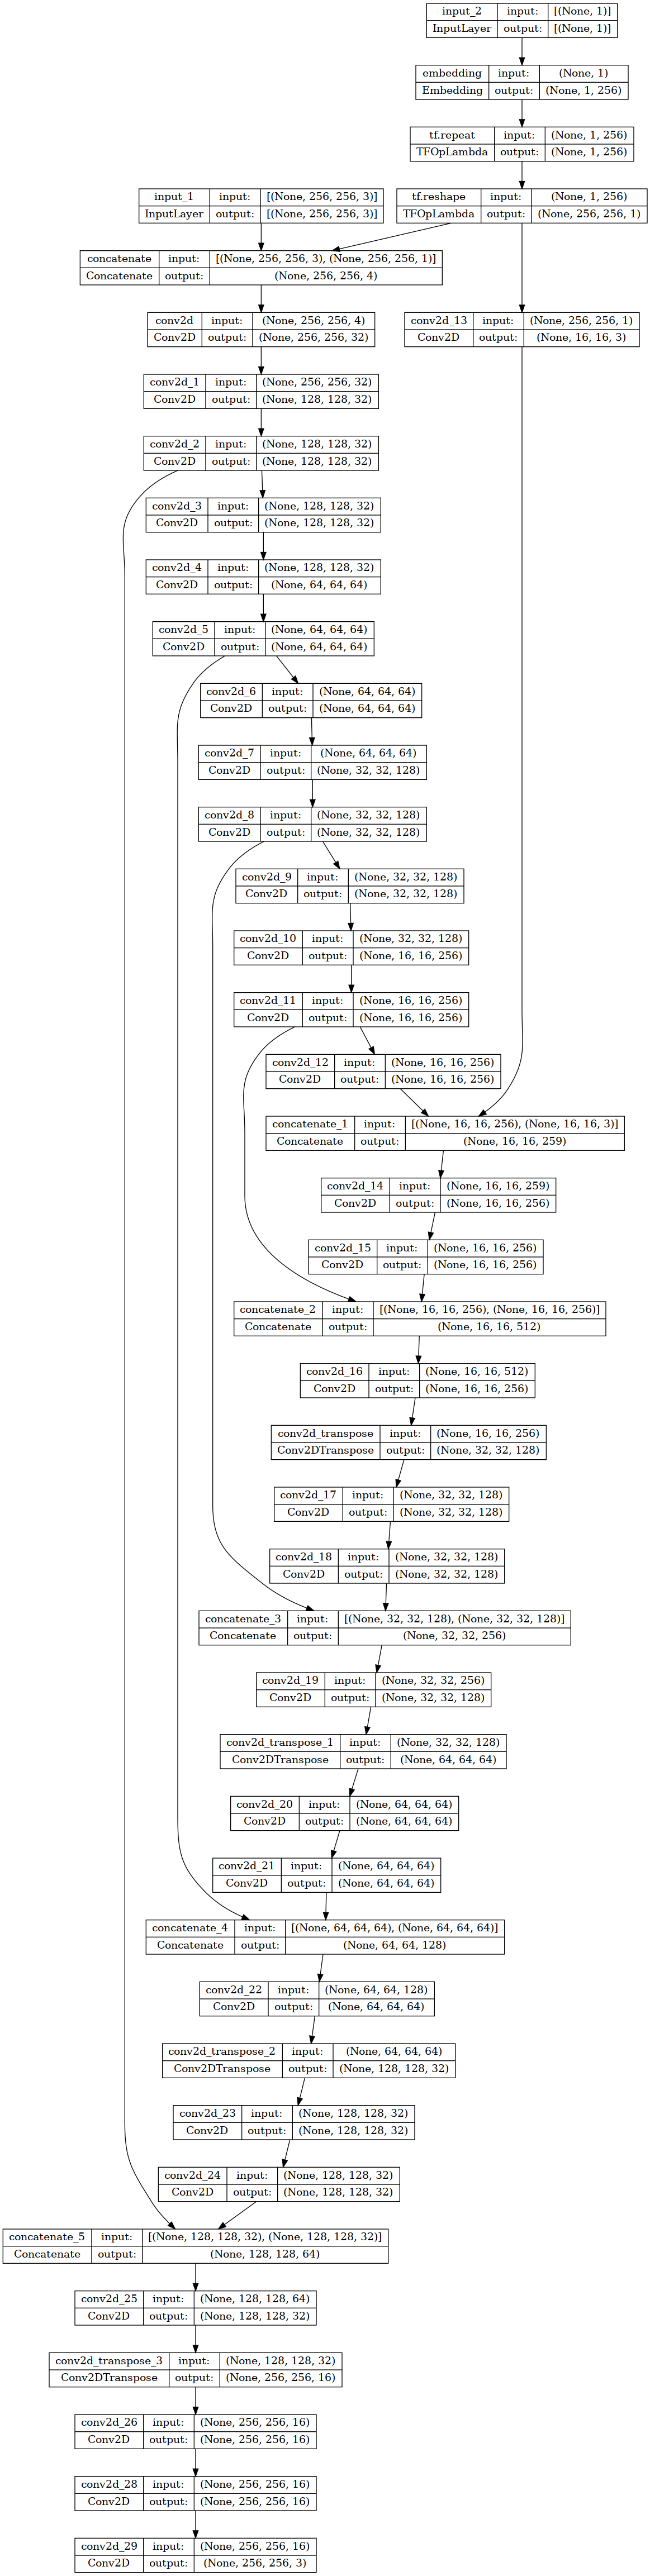 input_2 input: [(None, 1)]
InputLayer output: [(None, 1)]
embedding input: (None, 1)
Embedding output: (None, 1, 256)
tf.repeat input: (None, 1, 256)
TFOpLambda output: (None, 1, 256)
input_1 input: [(None, 256, 256, 3)]
InputLayer output: [(None, 256, 256, 3)]
tf.reshape input: (None, 1, 256)
TFOpLambda output: (None, 256, 256, 1)
concatenate input: [(None, 256, 256, 3), (None, 256, 256, 1)]
Concatenate output: (None, 256, 256, 4)
conv2d input: (None, 256, 256, 4)
Conv2D output: (None, 256, 256, 32)
conv2d_13 input: (None, 256, 256, 1)
Conv2D output: (None, 16, 16, 3)
conv2d_1 input: (None, 256, 256, 32)
Conv2D output: (None, 128, 128, 32)
conv2d_2 input: (None, 128, 128, 32)
Conv2D output: (None, 128, 128, 32)
conv2d_3 input: (None, 128, 128, 32)
Conv2D output: (None, 128, 128, 32)
conv2d_4 input: (None, 128, 128, 32)
Conv2D output: (None, 64, 64, 64)
conv2d_5 input: (None, 64, 64, 64)
Conv2D output: (None, 64, 64, 64)
conv2d_6 input: (None, 64, 64, 64)
Conv2D output: (None, 64, 64, 64)
conv2d_7 input: (None, 64, 64, 64)
Conv2D output: (None, 32, 32, 128)
conv2d_8 input: (None, 32, 32, 128)
Conv2D output: (None, 32, 32, 128)
conv2d_9 input: (None, 32, 32, 128)
Conv2D output: (None, 32, 32, 128)
conv2d_10 input: (None, 32, 32, 128)
Conv2D output: (None, 16, 16, 256)
conv2d_11 input: (None, 16, 16, 256)
Conv2D output: (None, 16, 16, 256)
conv2d_12 input: (None, 16, 16, 256)
Conv2D output: (None, 16, 16, 256)
concatenate_1 input: [(None, 16, 16, 256), (None, 16, 16, 3)]
Concatenate output: (None, 16, 16, 259)
conv2d_14 input: (None, 16, 16, 259)
Conv2D output: (None, 16, 16, 256)
conv2d_15 input: (None, 16, 16, 256)
Conv2D output: (None, 16, 16, 256)
concatenate_2 input: [(None, 16, 16, 256), (None, 16, 16, 256)]
Concatenate output: (None, 16, 16, 512)
conv2d_16 input: (None, 16, 16, 512)
Conv2D output: (None, 16, 16, 256)
conv2d_transpose input: (None, 16, 16, 256)
Conv2DTranspose output: (None, 32, 32, 128)
conv2d_17 input: (None, 32, 32, 128)
Conv2D output: (None, 32, 32, 128)
conv2d_18 input: (None, 32, 32, 128)
Conv2D output: (None, 32, 32, 128)
concatenate_3 input: [(None, 32, 32, 128), (None, 32, 32, 128)]
Concatenate output: (None, 32, 32, 256)
conv2d_19 input: (None, 32, 32, 256)
Conv2D output: (None, 32, 32, 128)
conv2d_transpose_1 input: (None, 32, 32, 128)
Conv2DTranspose output: (None, 64, 64, 64)
conv2d_20 input: (None, 64, 64, 64)
Conv2D output: (None, 64, 64, 64)
conv2d_21 input: (None, 64, 64, 64)
Conv2D output: (None, 64, 64, 64)
concatenate_4 input: [(None, 64, 64, 64), (None, 64, 64, 64)]
Concatenate output: (None, 64, 64, 128)
conv2d_22 input: (None, 64, 64, 128)
Conv2D output: (None, 64, 64, 64)
conv2d_transpose_2 input: (None, 64, 64, 64)
Conv2DTranspose output: (None, 128, 128, 32)
conv2d_23 input: (None, 128, 128, 32)
Conv2D output: (None, 128, 128, 32)
conv2d_24 input: (None, 128, 128, 32)
Conv2D output: (None, 128, 128, 32)
concatenate_5 input: [(None, 128, 128, 32), (None, 128, 128, 32)]
Concatenate output: (None, 128, 128, 64)
conv2d_25 input: (None, 128, 128, 64)
Conv2D output: (None, 128, 128, 32)
conv2d_transpose_3 input: (None, 128, 128, 32)
Conv2DTranspose output: (None, 256, 256, 16)
conv2d_26 input: (None, 256, 256, 16)
Conv2D output: (None, 256, 256, 16)
conv2d_28 input: (None, 256, 256, 16)
Conv2D output: (None, 256, 256, 16)
conv2d_29 input: (None, 256, 256, 16)
Conv2D output: (None, 256, 256, 3)